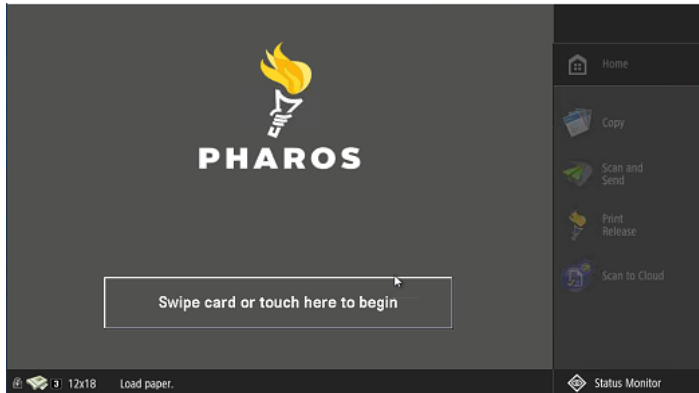 PHAROS
Swipe card or touch here to begin
Home
Copy
Scan and
Send
Print
Release
Scan to Cloud
3 12x18 Load paper.
Status Monitor